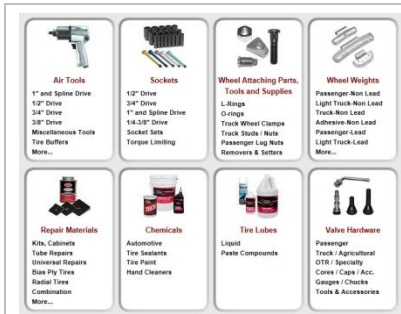 Air Tools
1" and Spline Drive
1/2" Drive
3/4" Drive
3/8" Drive
Miscellaneous Tools
Tire Buffers
More...
Sockets
1/2" Drive
3/4" Drive
1" and Spline Drive
1/4-3/8" Drive
Socket Sets
Torque Limiting
Wheel Attaching Parts,
Tools and Supplies
L-Rings
O-rings
Truck Wheel Clamps
Truck Studs / Nuts
Passenger Lug Nuts
Removers & Setters
Wheel Weights
Passenger-Non Lead
Light Truck-Non Lead
Truck-Non Lead
Adhesive-Non Lead
Passenger-Lead
Light Truck-Lead
More...
Repair Materials
Kits, Cabinets
Tube Repairs
Universal Repairs
Bias Ply Tires
Radial Tires
Combination
More...
Chemicals
Automotive
Tire Sealants
Tire Paint
Hand Cleaners
Tire Lubes
Liquid
Paste Compounds
Valve Hardware
Passenger
Truck / Agricultural
OTR / Specialty
Cores / Caps / Acc.
Gauges / Chucks
Tools & Accessories